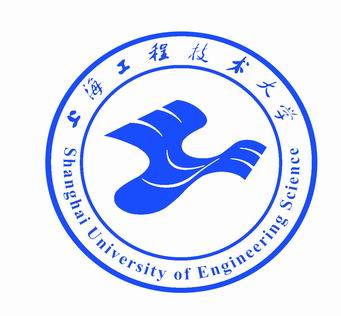 上海工程技术大学
Shanghai University of Engineering Science